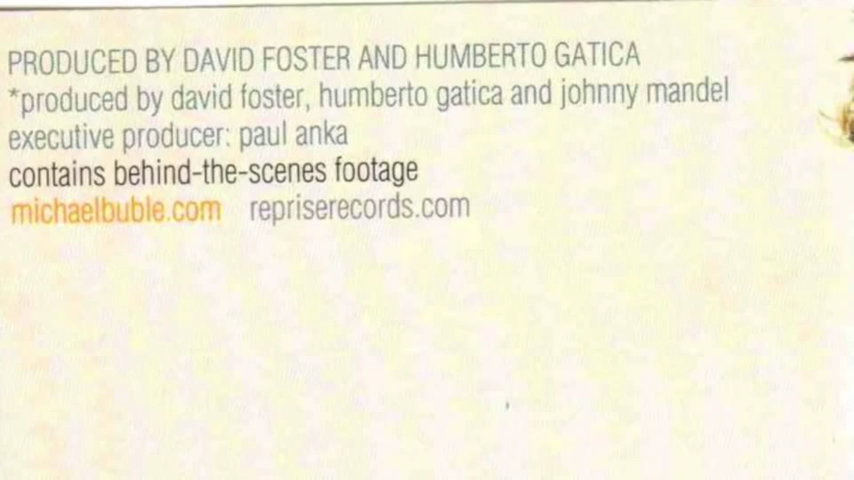 PRODUCED BY DAVID FOSTER AND HUMBERTO GATICA
*produced by david foster, humberto gatica and johnny mandel
executive producer: paul anka
contains behind-the-scenes footage
michaelbuble.com repriserecords.com